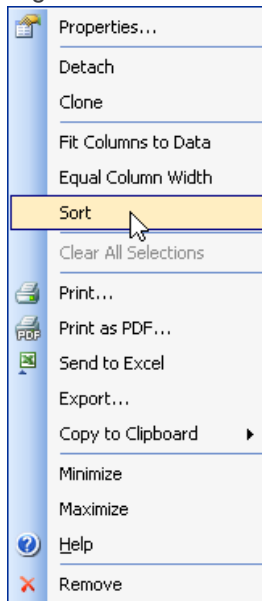 Properties...
Detach
Clone
Fit Columns to Data
Equal Column Width
Sort
Clear All Selections
Print...
PDF
Print as PDF...
Send to Excel
Export...
Copy to Clipboard
Minimize
Maximize
Help
Remove